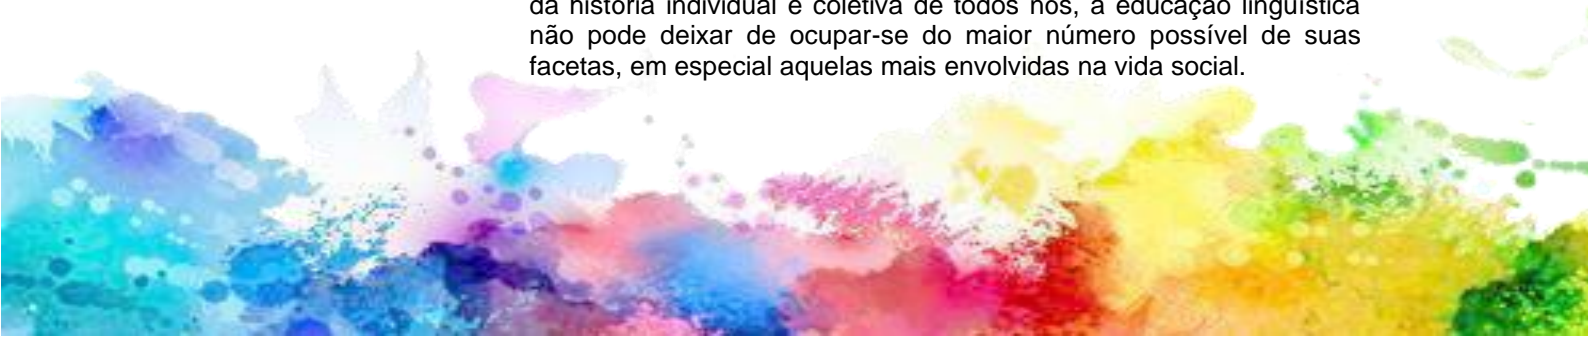 da história individual e coletiva de todos nós, a educação linguística
não pode deixar de ocupar-se do maior número possível de suas
facetas, em especial aquelas mais envolvidas na vida social.